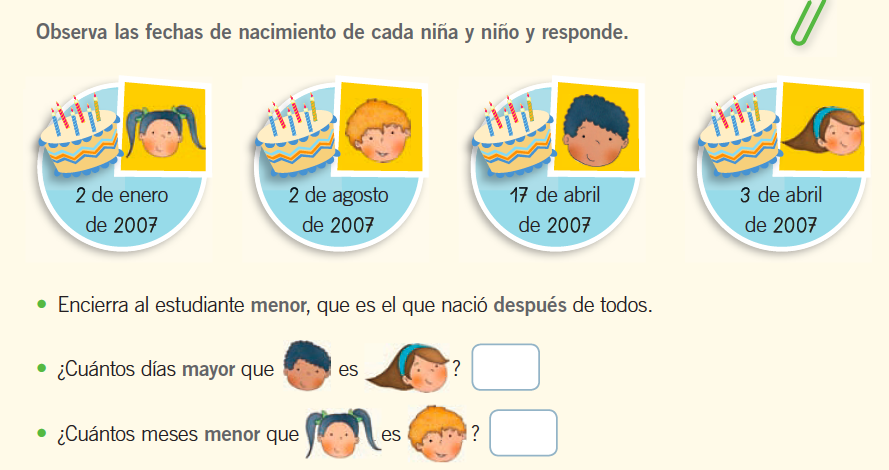 Observa las fechas de nacimiento de cada niña y niño y responde.
2 de enero
de 2007
2 de agosto
de 2007
17 de abril
de 2007
3 de abril
de 2007
• Encierra al estudiante menor, que es el que nació después de todos.
• ¿Cuántos días mayor que es ?
• ¿Cuántos meses menor que es ?